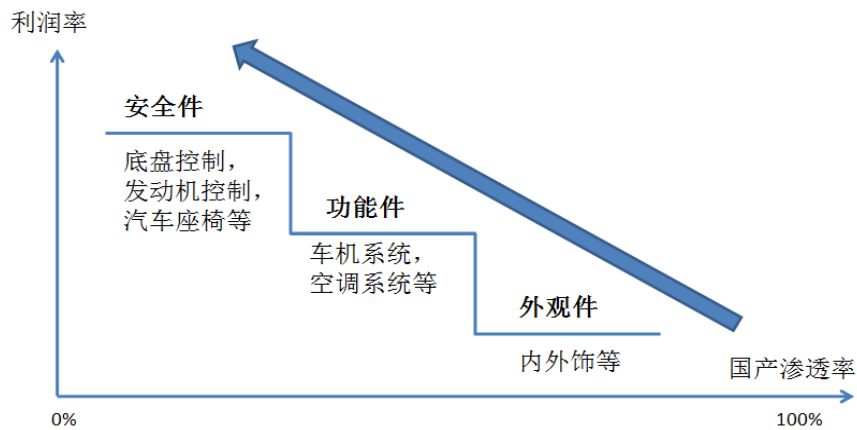 利润率
安全件
底盘控制，
发动机控制，
汽车座椅等
功能件
车机系统，
空调系统等
外观件
内外饰等
国产渗透率
0%
100%